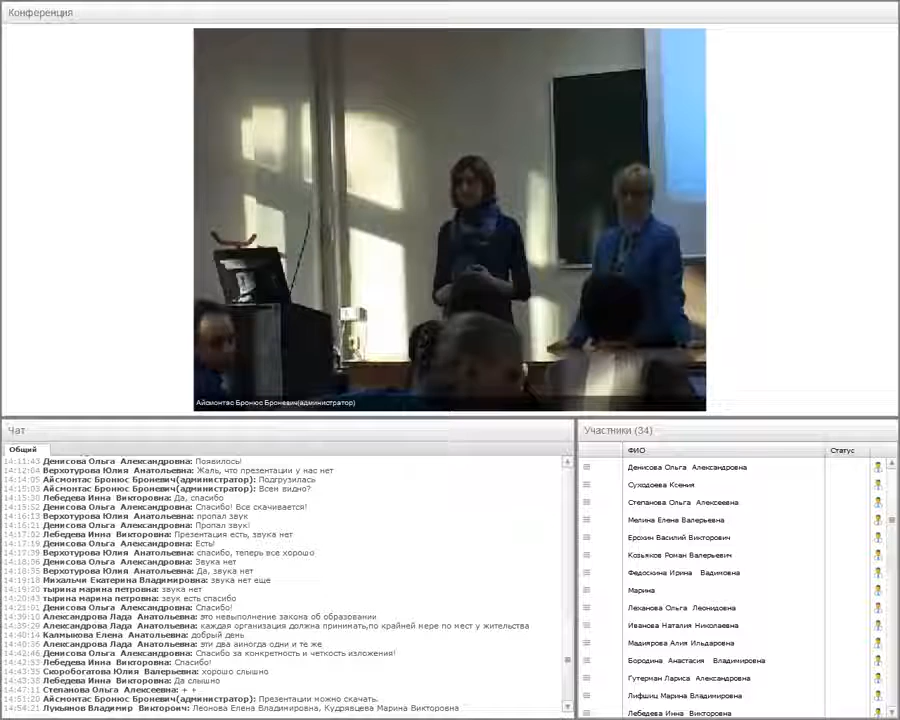 Конференция
Айсмонтас Бронюс Броневич(администратор)
Чат
Общий
14:11:43 Денисова Ольга Александровна: Появилось!
14:12:04 Верхотурова Юлия Анатольевна: Жаль, что презентации у нас нет
14:14:05 Айсмонтас Бронюс Броневич(администратор): Подгрузилась
14:15:03 Айсмонтас Бронюс Броневич(администратор): Всем видно?
14:15:30 Лебедева Инна Викторовна: Да, спасибо
14:15:52 Денисова Ольга Александровна: Спасибо! Все скачивается!
14:16:13 Верхотурова Юлия Анатольевна: пропал звук
14:16:21 Денисова Ольга Александровна: Пропал звук!
14:17:02 Лебедева Инна Викторовна: Презентация есть, звука нет
14:17:19 Денисова Ольга Александровна: Есть!
14:17:39 Верхотурова Юлия Анатольевна: спасибо, теперь все хорошо
14:18:06 Денисова Ольга Александровна: Звука нет
14:18:35 Верхотурова Юлия Анатольевна: Да, звука нет
14:19:18 Михальчи Екатерина Владимировна: звука нет еще
14:19:20 тырина марина петровна: звука нет
14:20:43 тырина марина петровна: звук есть спасибо
14:21:01 Денисова Ольга Александровна: Спасибо!
14:39:10 Александрова Лада Анатольевна: это невыполнение закона об образовании
14:39:29 Александрова Лада Анатольевна: каждая организация должна принимать,по крайней мере по мест у жительства
14:40:14 Калмыкова Елена Анатольевна: добрый день
14:40:36 Александрова Лада Анатольевна: эти два виногда одни и те же
14:42:46 Денисова Ольга Александровна: Спасибо за конкретность и четкость изложения!
14:42:53 Лебедева Инна Викторовна: Спасибо!
14:43:35 Скоробогатова Юлия Валерьевна: хорошо слышно
14:43:38 Лебедева Инна Викторовна: Да слышно
14:47:11 Степанова Ольга Алексеевна: + +
14:51:20 Айсмонтас Бронюс Броневич(администратор): Презентации можно скачать.
14:54:21 Лукьянов Владимир Викторович: Леонова Елена Владимировна, Кудрявцева Марина Викторовна
Участники (34)
ФИО Статус
Денисова Ольга Александровна
Суходоева Ксения
Степанова Ольга Алексеевна
Мелина Елена Валерьевна
Ерохин Василий Викторович
Козьяков Роман Валерьевич
Федоскина Ирина Вадимовна
Марина
Леханова Ольга Леонидовна
Иванова Наталия Николаевна
Мадиярова Алия Ильдаровна
Бородина Анастасия Владимировна
Гутерман Лариса Александровна
Лифшиц Марина Владимировна
Лебедева Инна Викторовна